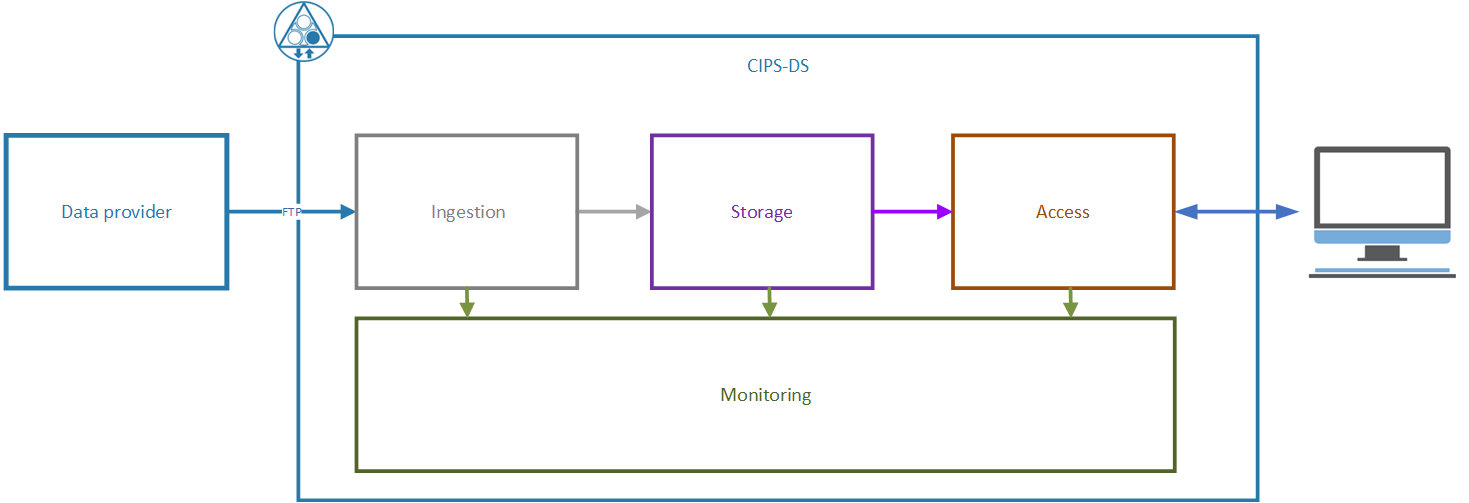 CIPS-DS
Data provider
FTP
Ingestion
Storage
Access
Monitoring